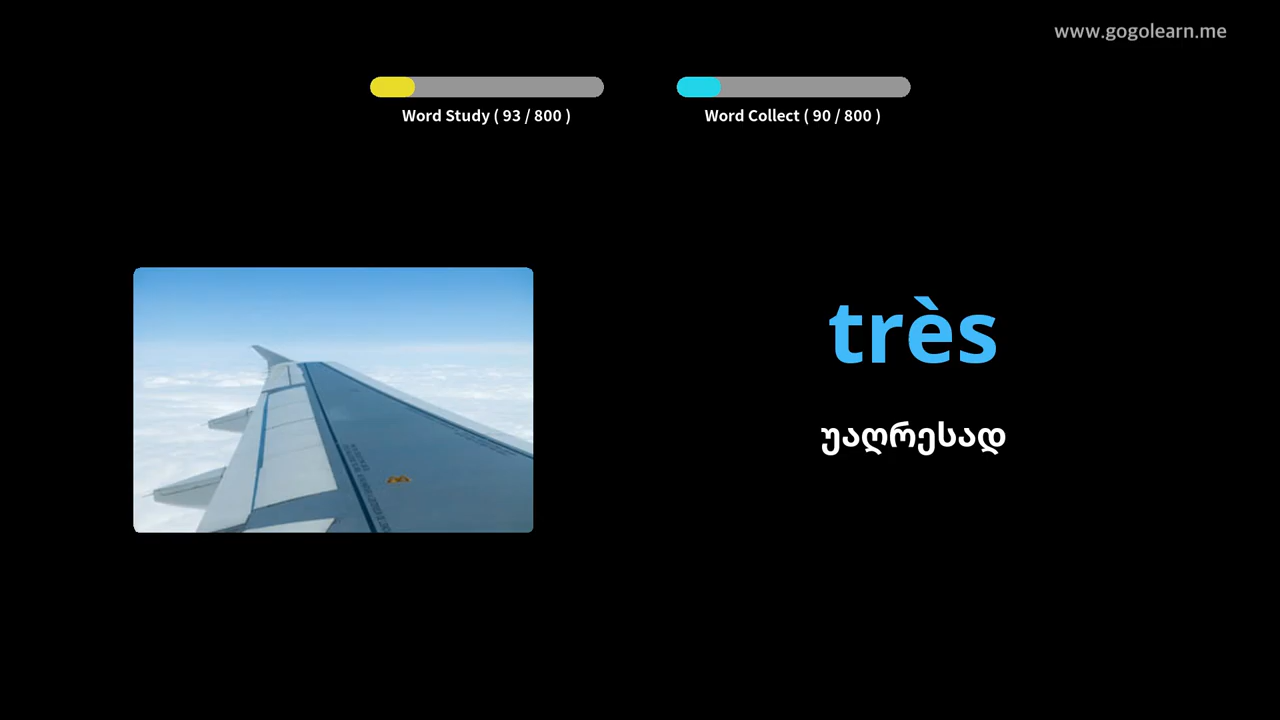 www.gogolearn.me
Word Study ( 93 / 800 )
Word Collect ( 90 / 800 )
très
უაღრესად